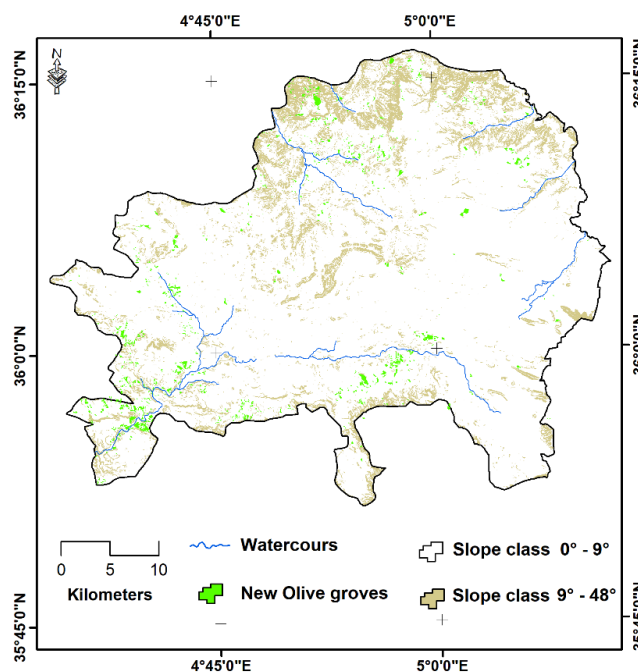 4°45'0"E 5°0'0"E
N
36°15'0"N
36°0'0"N
Watercours
Slope class 0° - 9°
0 5 10
Kilometers
New Olive groves
Slope class 9° - 48°
35°45'0"N
4°45'0"E 5°0'0"E